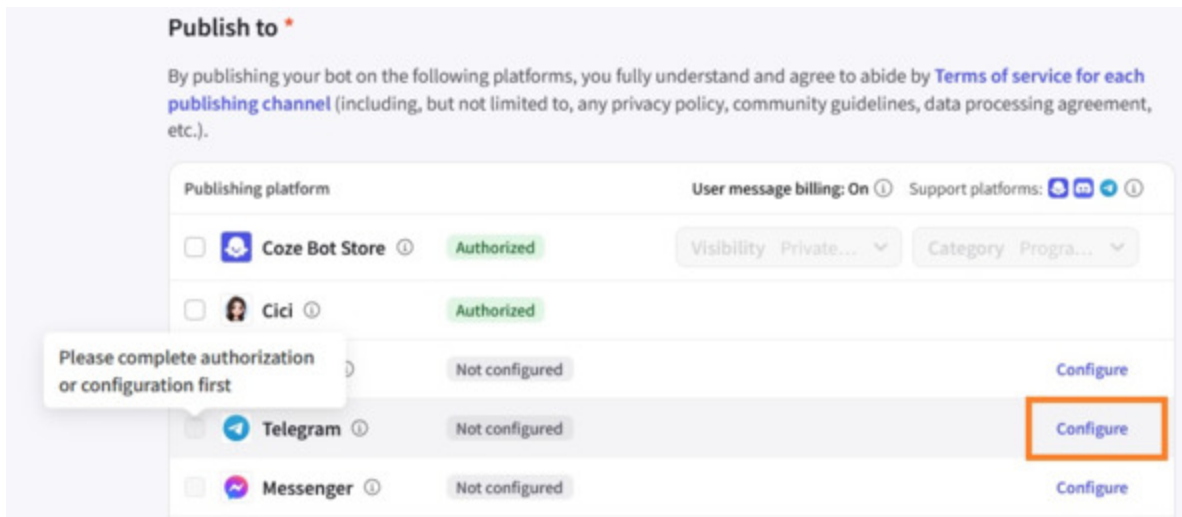 Publish to *
By publishing your bot on the following platforms, you fully understand and agree to abide by Terms of service for each
publishing channel (including, but not limited to, any privacy policy, community guidelines, data processing agreement,
etc.).
Publishing platform User message billing: On Support platforms:
Coze Bot Store Authorized Visibility Private... Category Progra...
Cici Authorized
Please complete authorization
or configuration first
Not configured Configure
Telegram Not configured Configure
Messenger Not configured Configure